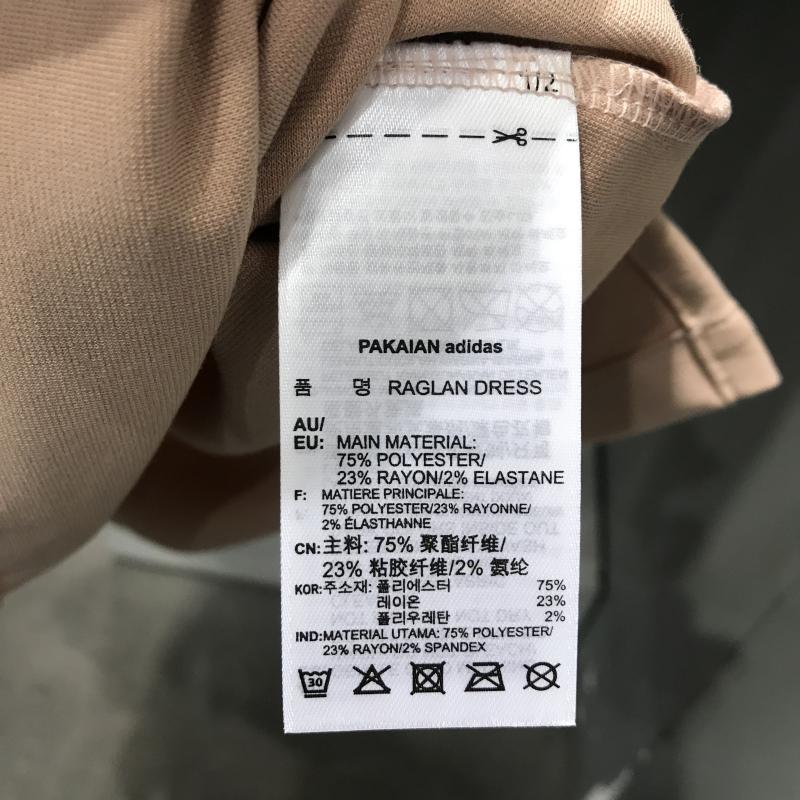 PAKAIAN adidas
품 명 RAGLAN DRESS
AU/
EU: MAIN MATERIAL:
75% POLYESTER/
23% RAYON/2% ELASTANE
F: MATIERE PRINCIPALE:
75% POLYESTER/23% RAYONNE/
2% ÉLASTHANNE
CN:主料: 75% 聚酯纤维/
23% 粘胶纤维/2% 氨纶
KOR:주소재: 폴리에스터 75%
레이온 23%
폴리우레탄 2%
IND:MATERIAL UTAMA: 75% POLYESTER/
23% RAYON/2% SPANDEX
30